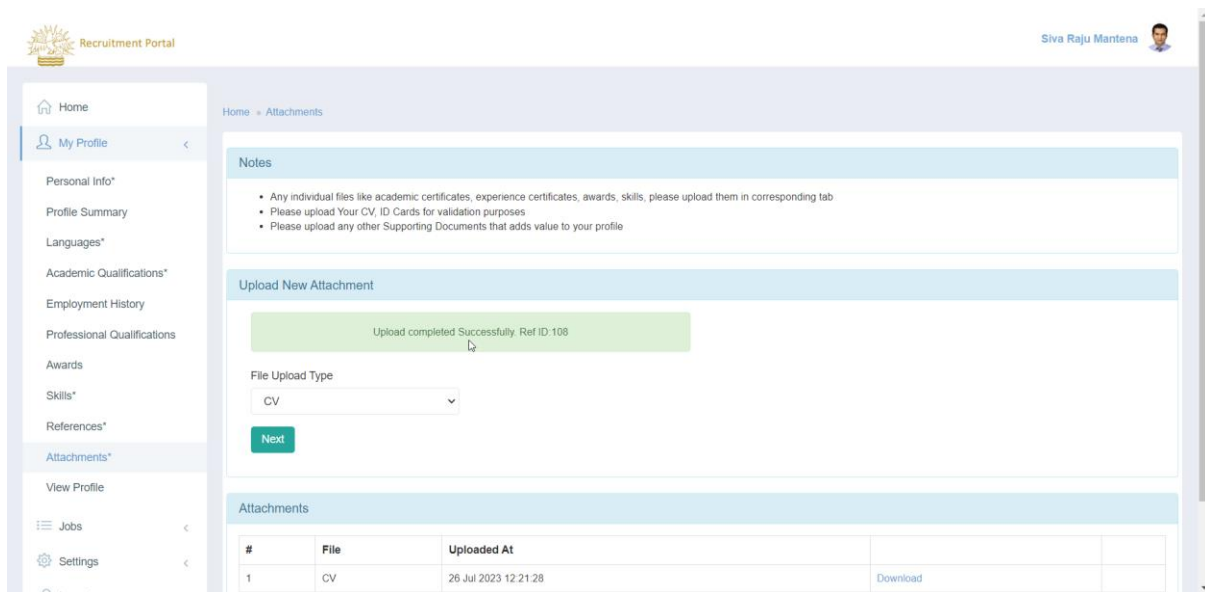 Recruitment Portal
Siva Raju Mantena
Home
My Profile
Personal Info*
Profile Summary
Languages*
Academic Qualifications*
Employment History
Professional Qualifications
Awards
Skills*
References*
Attachments*
View Profile
Jobs
Settings
Home » Attachments
Notes
• Any individual files like academic certificates, experience certificates, awards, skills, please upload them in corresponding tab
• Please upload Your CV, ID Cards for validation purposes
• Please upload any other Supporting Documents that adds value to your profile
Upload New Attachment
Upload completed Successfully. Ref ID:108
File Upload Type
CV
Next
Attachments
# File Uploaded At
1 CV 26 Jul 2023 12:21:28 Download